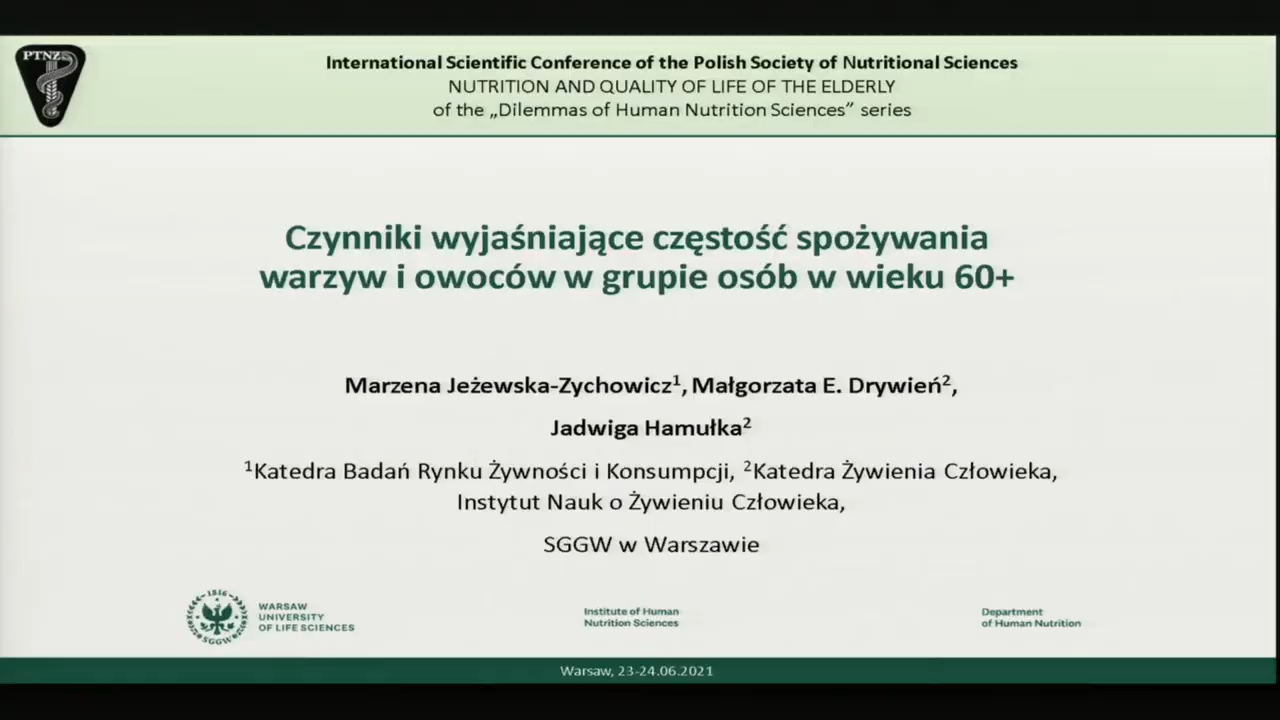 PTNZ
International Scientific Conference of the Polish Society of Nutritional Sciences
NUTRITION AND QUALITY OF LIFE OF THE ELDERLY
of the „Dilemmas of Human Nutrition Sciences” series
Czynniki wyjaśniające częstość spożywania
warzyw i owoców w grupie osób w wieku 60+
Marzena Jeżewska-Zychowicz¹, Małgorzata E. Drywień²,
Jadwiga Hamułka²
¹Katedra Badań Rynku Żywności i Konsumpcji, ²Katedra Żywienia Człowieka,
Instytut Nauk o Żywieniu Człowieka,
SGGW w Warszawie
1816
SGGW
WARSAW
UNIVERSITY
OF LIFE SCIENCES
Institute of Human
Nutrition Sciences
Department
of Human Nutrition
Warsaw, 23-24.06.2021